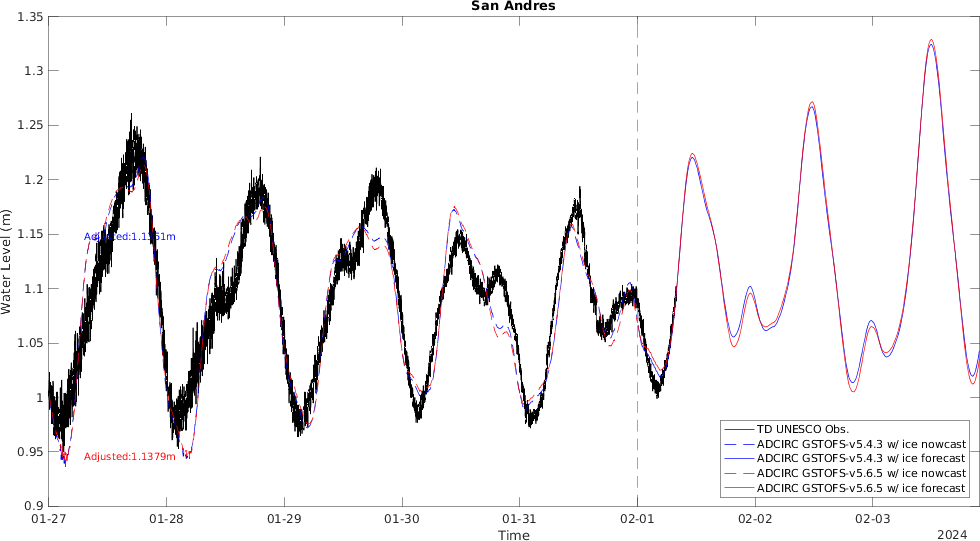 San Andres
1.35
1.3
1.25
1.2
1.15
1.1
1.05
1
0.95
0.9
Water Level (m)
Adjusted:1.1379m
TD UNESCO Obs.
ADCIRC GSTOFS-v5.4.3 w/ ice nowcast
ADCIRC GSTOFS-v5.4.3 w/ ice forecast
ADCIRC GSTOFS-v5.6.5 w/ ice nowcast
ADCIRC GSTOFS-v5.6.5 w/ ice forecast
01-27
01-28
01-29
01-30
01-31
02-01
02-02
02-03
Time
2024